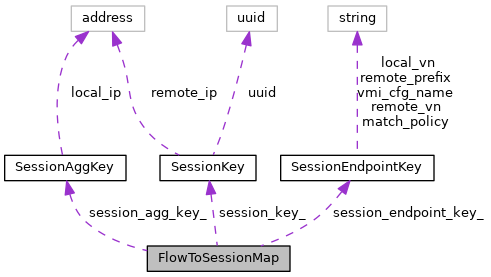 address
uuid
string
local_ip
remote_ip
uuid
local_vn
remote_prefix
vmi_cfg_name
remote_vn
match_policy
SessionAggKey
SessionKey
SessionEndpointKey
session_agg_key_
session_key_
session_endpoint_key_
FlowToSessionMap